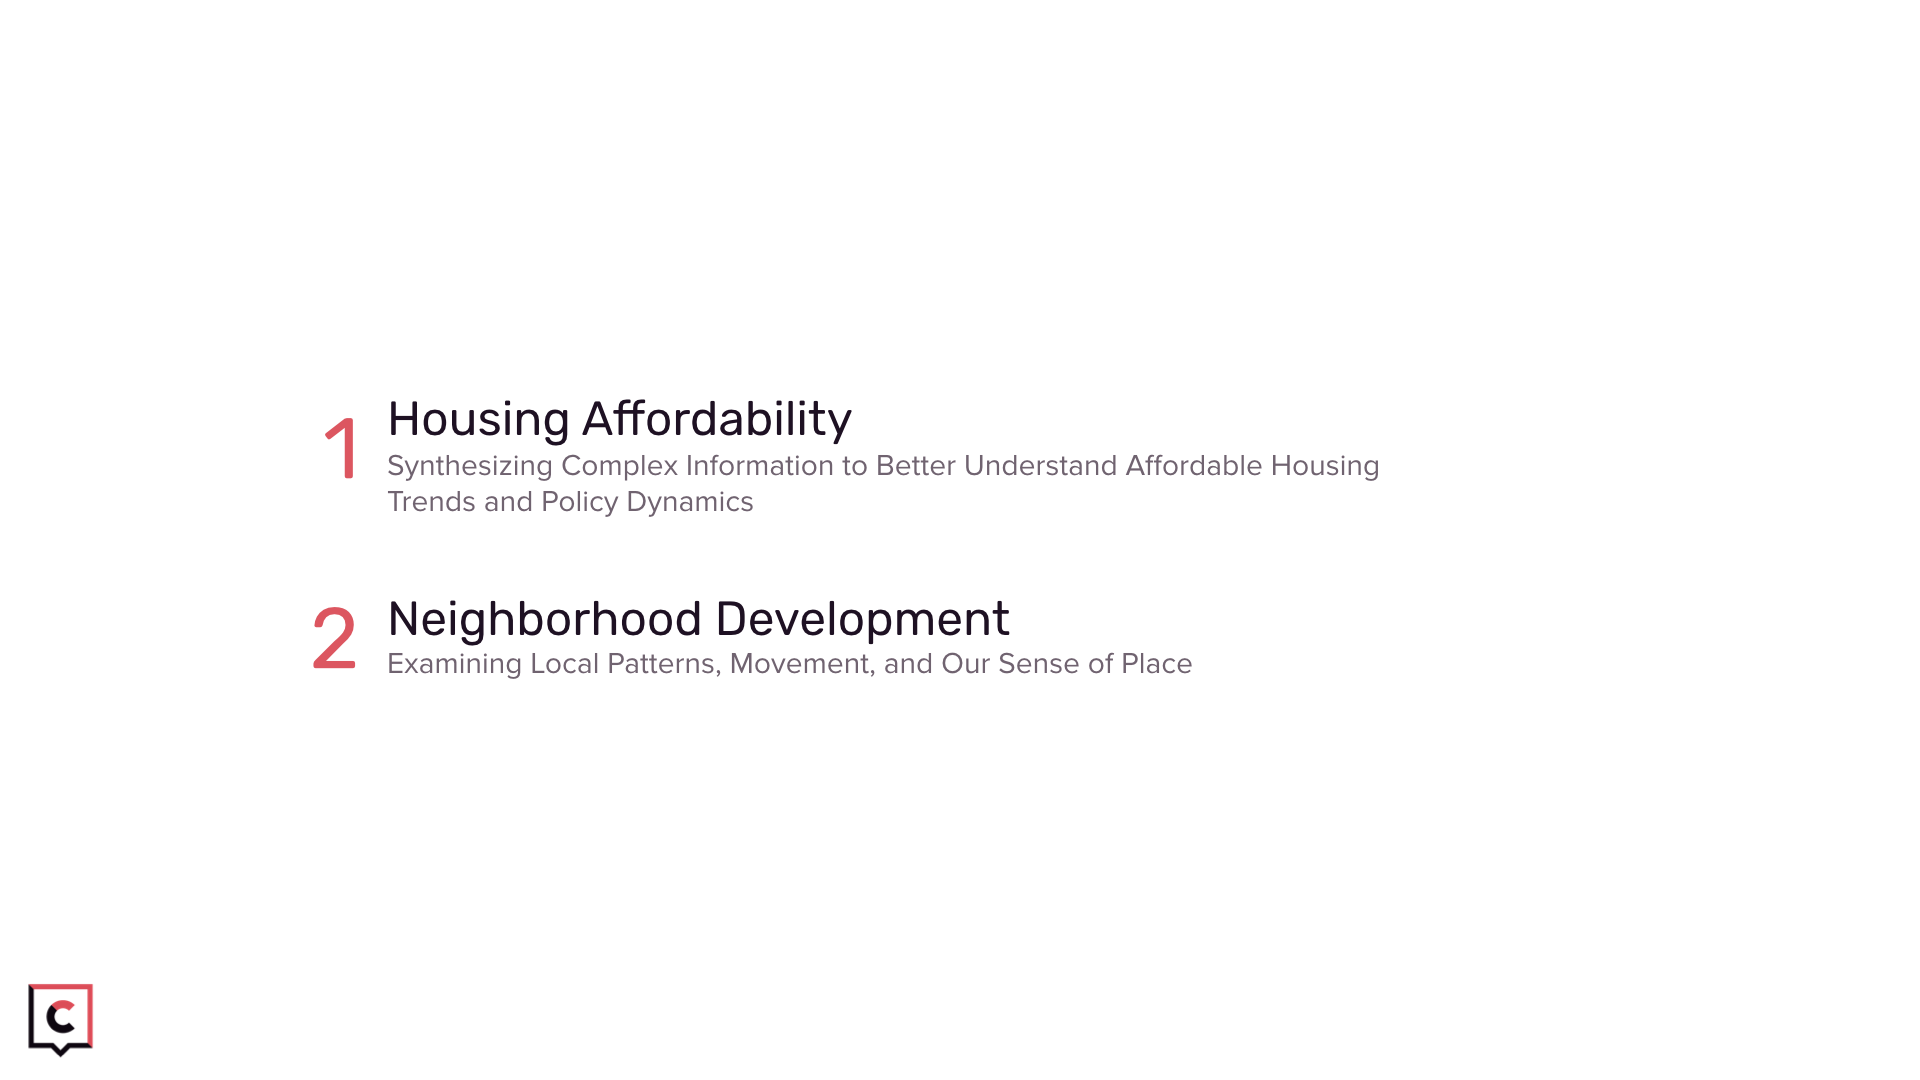 1
Housing Affordability
Synthesizing Complex Information to Better Understand Affordable Housing
Trends and Policy Dynamics
2
Neighborhood Development
Examining Local Patterns, Movement, and Our Sense of Place
C